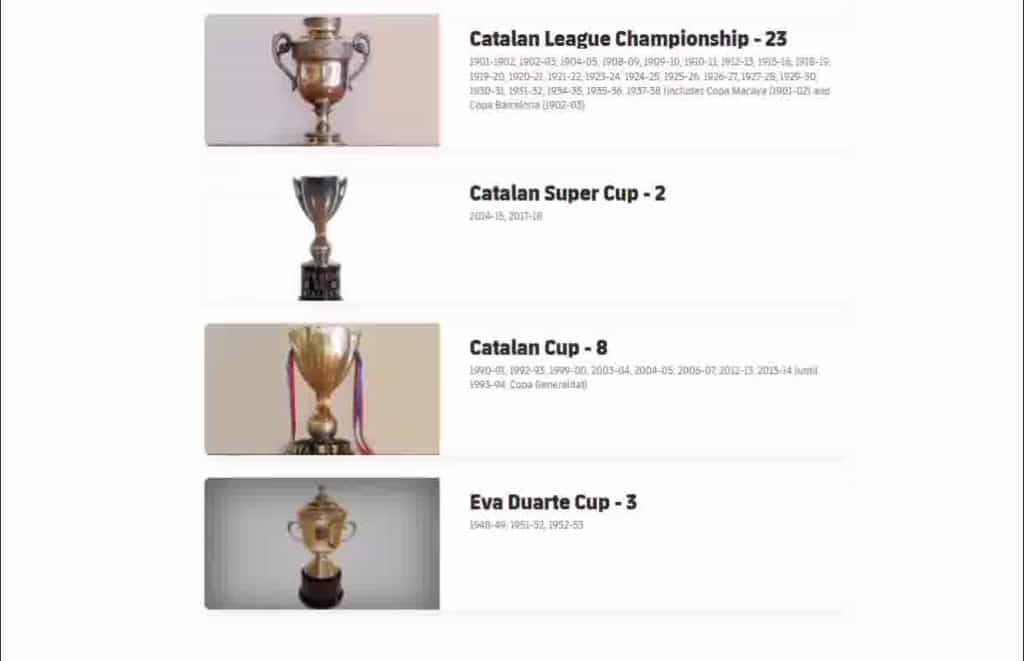 Catalan League Championship - 23
1901-1902, 1902-03, 1904-05, 1908-09, 1909-10, 1910-11, 1912-13, 1915-16, 1918-19,
1919-20, 1920-21, 1921-22, 1923-24, 1924-25, 1925-26, 1926-27, 1927-28, 1929-30,
1930-31, 1931-32, 1934-35, 1935-36, 1937-38 (includes Copa Macaya (1901-02) and
Copa Barcelona (1902-03)
Catalan Super Cup - 2
2014-15, 2017-18
Catalan Cup - 8
1990-91, 1992-93, 1999-00, 2003-04, 2004-05, 2006-07, 2012-13, 2013-14 (until
1993-94, Copa Generalitat)
Eva Duarte Cup - 3
1948-49, 1951-52, 1952-53